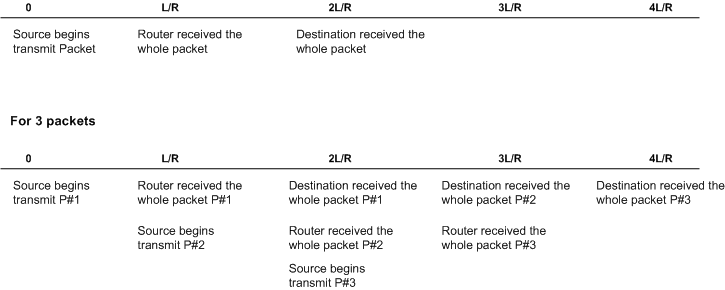 0 L/R 2L/R 3L/R 4L/R
Source begins Router received the Destination received the
transmit Packet whole packet whole packet
For 3 packets
0 L/R 2L/R 3L/R 4L/R
Source begins Router received the Destination received the Destination received the Destination received the
transmit P#1 whole packet P#1 whole packet P#1 whole packet P#2 whole packet P#3
Source begins Router received the Router received the
transmit P#2 whole packet P#2 whole packet P#3
Source begins
transmit P#3